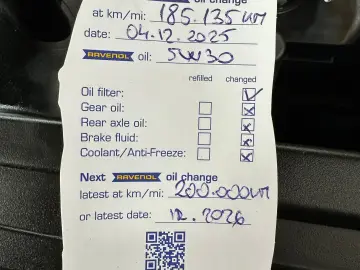 oil change
at km/mi: 185.135 KM
date: 04.12.2025
RAVENOL oil: 5W30
refilled changed
Oil filter:
Gear oil:
Rear axle oil:
Brake fluid:
Coolant/Anti-Freeze:
Next RAVENOL oil change
latest at km/mi: 200.000 KM
or latest date: 12.2026